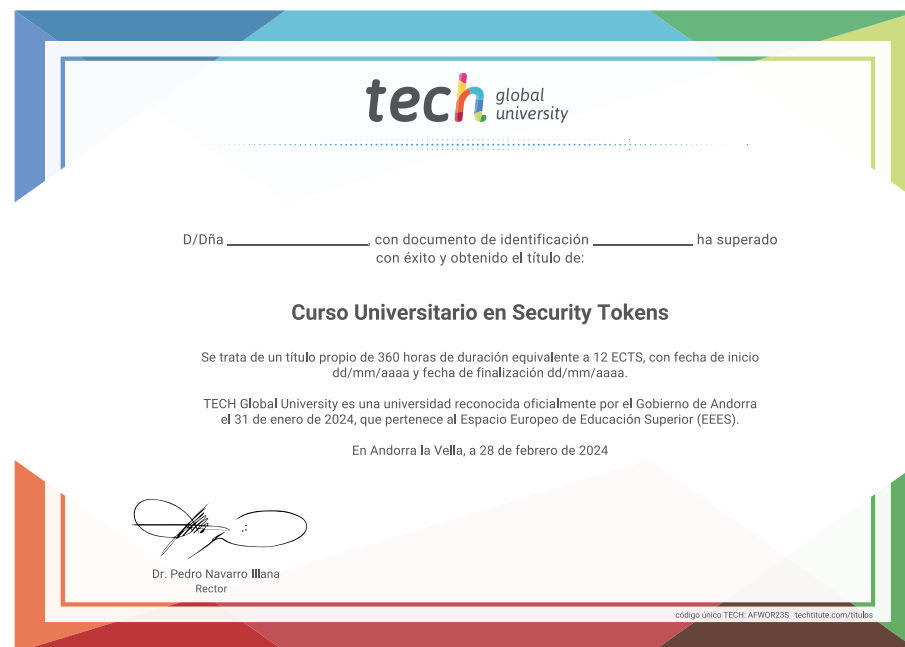 tech global university
D/Dña ____________________, con documento de identificación ______________ ha superado
con éxito y obtenido el título de:
Curso Universitario en Security Tokens
Se trata de un título propio de 360 horas de duración equivalente a 12 ECTS, con fecha de inicio
dd/mm/aaaa y fecha de finalización dd/mm/aaaa.
TECH Global University es una universidad reconocida oficialmente por el Gobierno de Andorra
el 31 de enero de 2024, que pertenece al Espacio Europeo de Educación Superior (EEES).
En Andorra la Vella, a 28 de febrero de 2024
Dr. Pedro Navarro Illana
Rector
código único TECH: AFWOR23S techtitute.com/titulos